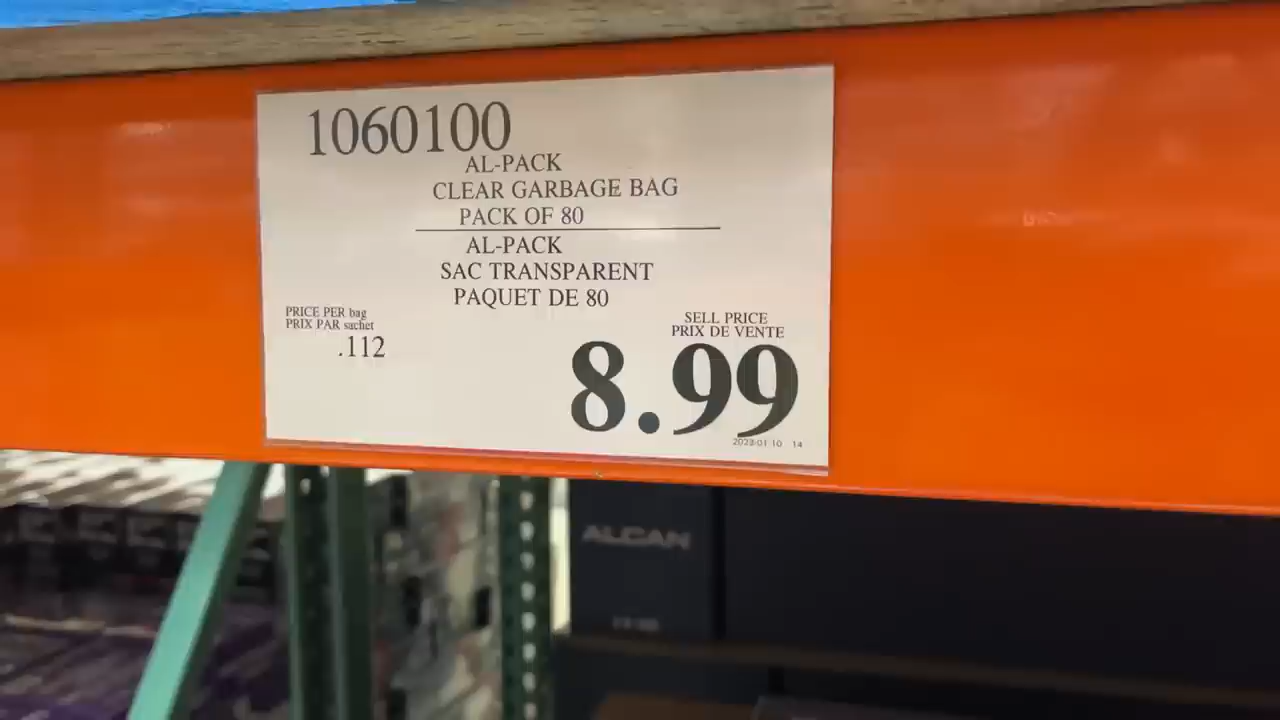 1060100
AL-PACK
CLEAR GARBAGE BAG
PACK OF 80
AL-PACK
SAC TRANSPARENT
PAQUET DE 80
PRICE PER bag
PRIX PAR sachet
.112
SELL PRICE
PRIX DE VENTE
8.99
2023-01-10 14
ALCAN